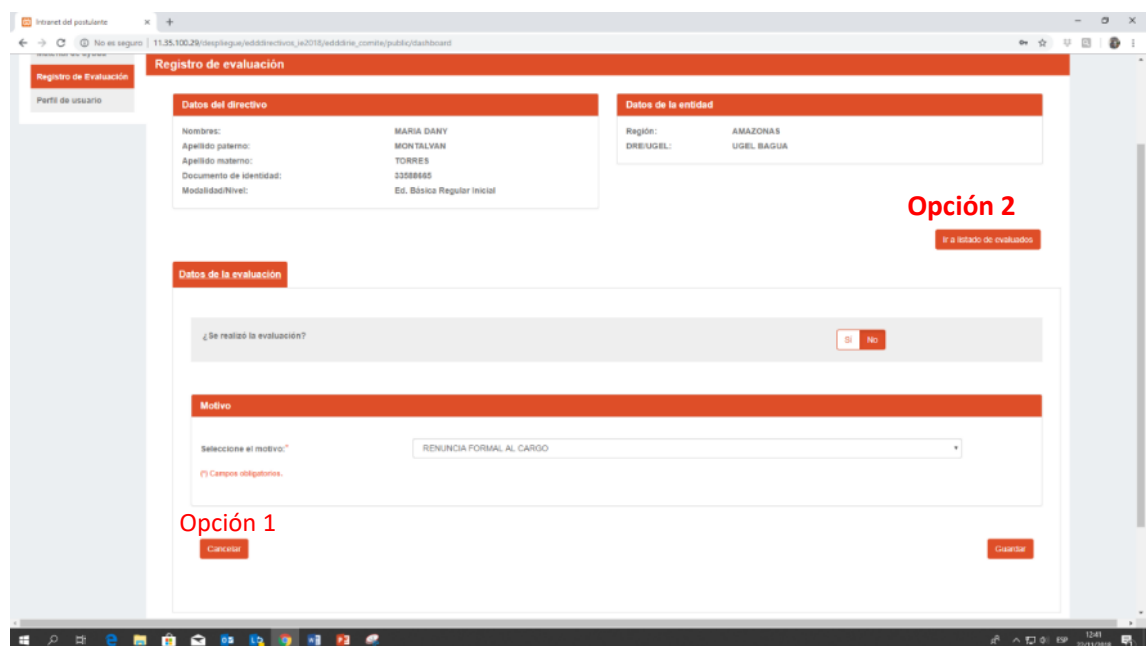 Intranet del postulante
No es seguro | 11.35.100.29/despliegue/edddirectivos_ie2018/edddirie_comite/public/dashboard
Registro de Evaluación
Perfil de usuario
Registro de evaluación
Datos del directivo
Nombres: MARIA DANY
Apellido paterno: MONTALVAN
Apellido materno: TORRES
Documento de identidad: 33588665
Modalidad/Nivel: Ed. Básica Regular Inicial
Datos de la entidad
Región: AMAZONAS
DRE/UGEL: UGEL BAGUA
Opción 2
Ir a listado de evaluados
Datos de la evaluación
¿Se realizó la evaluación? Sí No
Motivo
Seleccione el motivo:* RENUNCIA FORMAL AL CARGO
(*) Campos obligatorios.
Opción 1
Cancelar Guardar
ESP 12:41